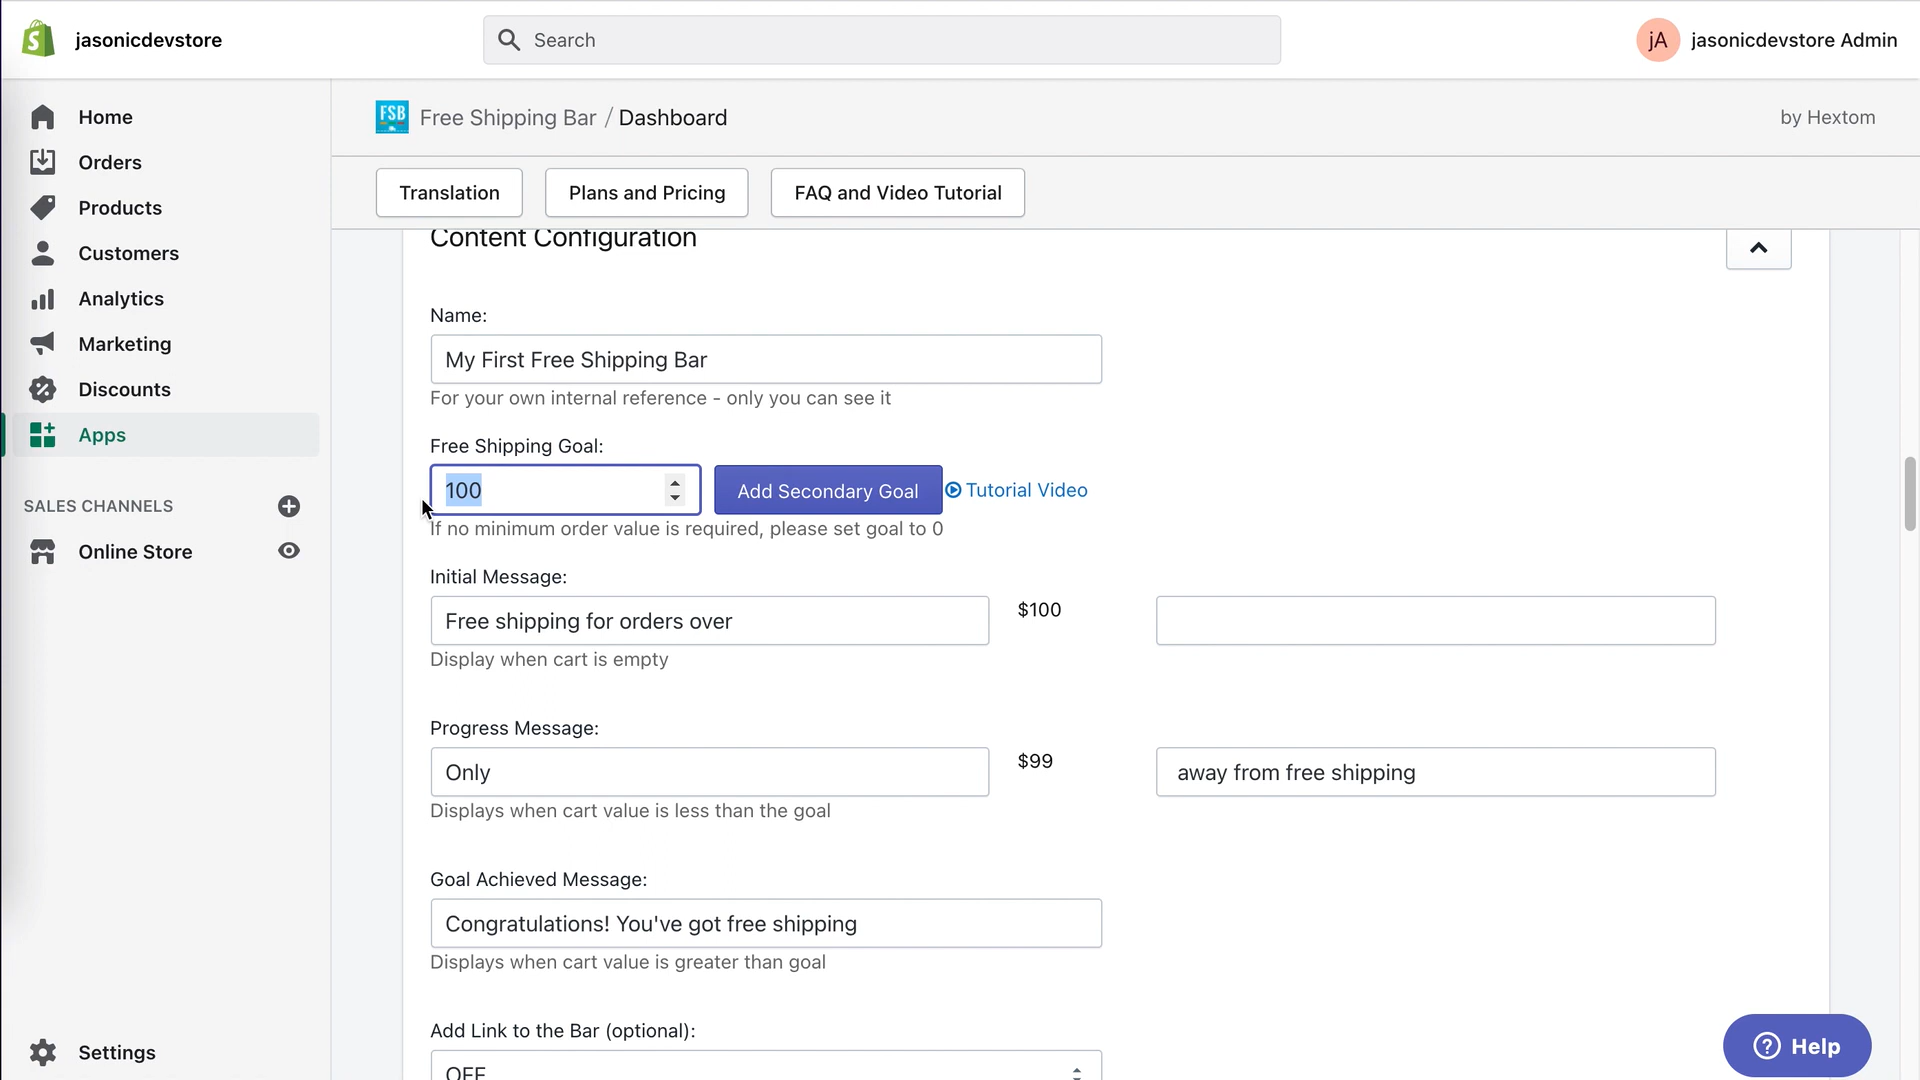 jasonicdevstore
Search
jA
jasonicdevstore Admin
Home
Orders
Products
Customers
Analytics
Marketing
Discounts
Apps
SALES CHANNELS
Online Store
Settings
FSB
Free Shipping Bar / Dashboard
by Hextom
Translation
Plans and Pricing
FAQ and Video Tutorial
Content Configuration
Name:
My First Free Shipping Bar
For your own internal reference - only you can see it
Free Shipping Goal:
100
Add Secondary Goal
Tutorial Video
If no minimum order value is required, please set goal to 0
Initial Message:
Free shipping for orders over
$100
Display when cart is empty
Progress Message:
Only
$99
away from free shipping
Displays when cart value is less than the goal
Goal Achieved Message:
Congratulations! You've got free shipping
Displays when cart value is greater than goal
Add Link to the Bar (optional):
OFF
Help